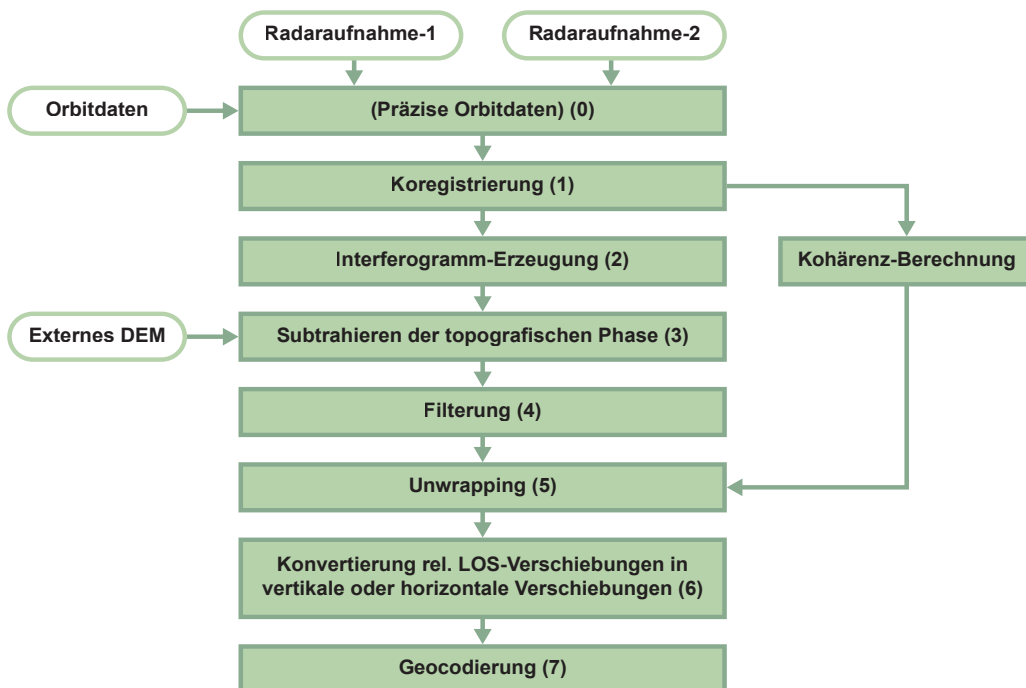 Radaraufnahme-1
Radaraufnahme-2
Orbitdaten
(Präzise Orbitdaten) (0)
Koregistrierung (1)
Interferogramm-Erzeugung (2)
Kohärenz-Berechnung
Externes DEM
Subtrahieren der topografischen Phase (3)
Filterung (4)
Unwrapping (5)
Konvertierung rel. LOS-Verschiebungen in
vertikale oder horizontale Verschiebungen (6)
Geocodierung (7)